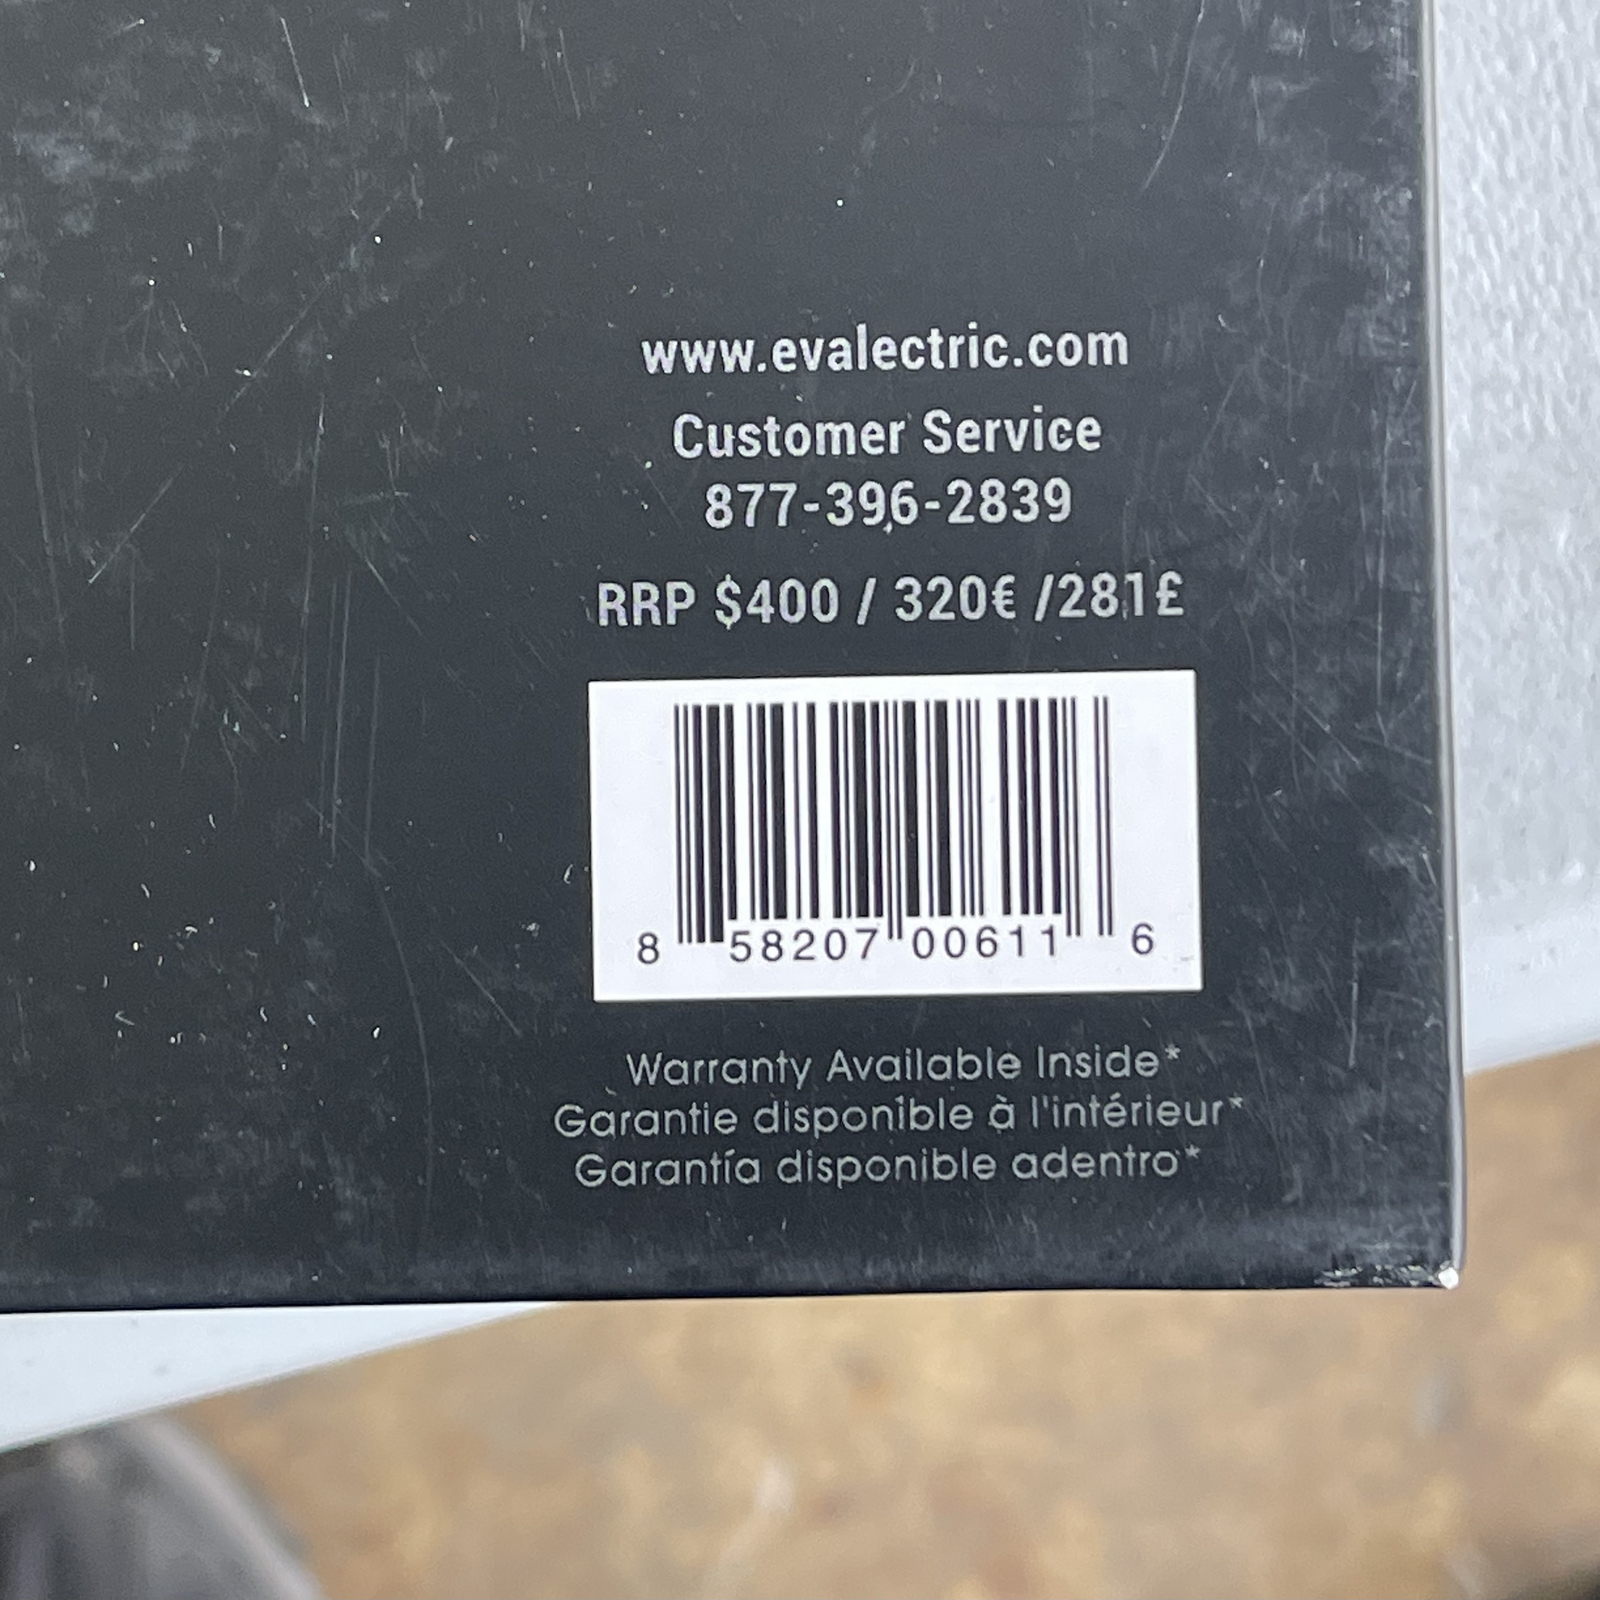 www.evalectric.com
Customer Service
877-396-2839
RRP $400 / 320€ /281£
8 58207 00611 6
Warranty Available Inside*
Garantie disponible à l'intérieur*
Garantía disponible adentro*